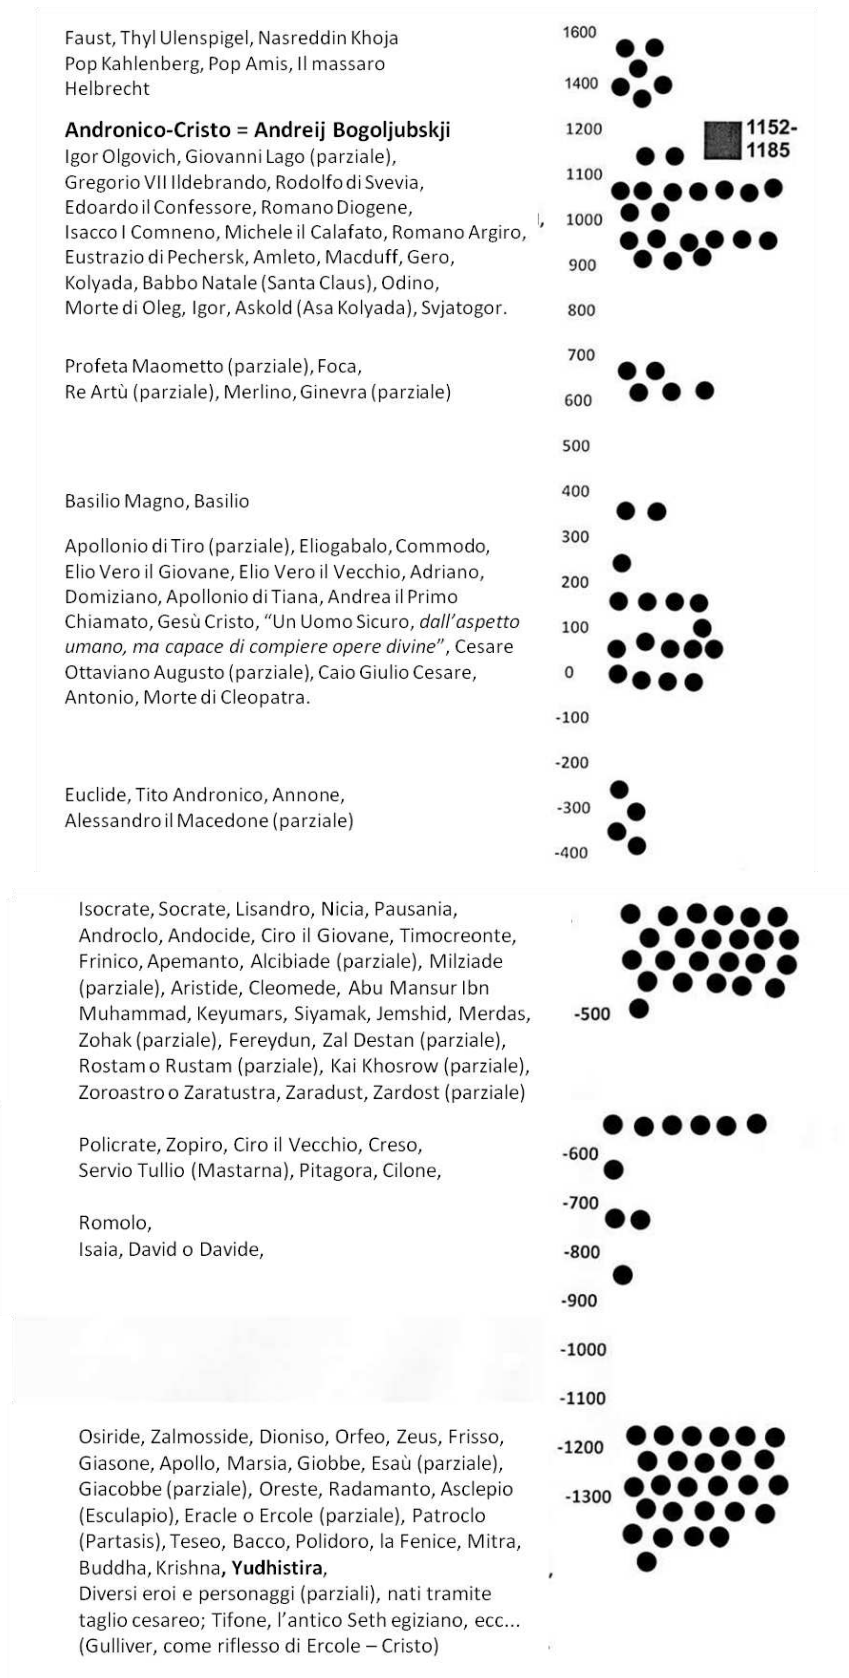 Faust, Thyl Ulenspigel, Nasreddin Khoja
Pop Kahlenberg, Pop Amis, Il massaro
Helbrecht
Andronico-Cristo = Andreij Bogoljubskji
Igor Olgovich, Giovanni Lago (parziale),
Gregorio VII Ildebrando, Rodolfo di Svevia,
Edoardo il Confessore, Romano Diogene,
Isacco I Comneno, Michele il Calafato, Romano Argiro,
Eustrazio di Pechersk, Amleto, Macduff, Gero,
Kolyada, Babbo Natale (Santa Claus), Odino,
Morte di Oleg, Igor, Askold (Asa Kolyada), Svjatogor.
Profeta Maometto (parziale), Foca,
Re Artù (parziale), Merlino, Ginevra (parziale)
Basilio Magno, Basilio
Apollonio di Tiro (parziale), Eliogabalo, Commodo,
Elio Vero il Giovane, Elio Vero il Vecchio, Adriano,
Domiziano, Apollonio di Tiana, Andrea il Primo
Chiamato, Gesù Cristo, “Un Uomo Sicuro, dall’aspetto
umano, ma capace di compiere opere divine”, Cesare
Ottaviano Augusto (parziale), Caio Giulio Cesare,
Antonio, Morte di Cleopatra.
Euclide, Tito Andronico, Annone,
Alessandro il Macedone (parziale)
1600
1400
1200
1152-
1185
1100
1000
900
800
700
600
500
400
300
200
100
0
-100
-200
-300
-400
Isocrate, Socrate, Lisandro, Nicia, Pausania,
Androclo, Andocide, Ciro il Giovane, Timocreonte,
Frinico, Apemanto, Alcibiade (parziale), Milziade
(parziale), Aristide, Cleomede, Abu Mansur Ibn
Muhammad, Keyumars, Siyamak, Jemshid, Merdas,
Zohak (parziale), Fereydun, Zal Destan (parziale),
Rostam o Rustam (parziale), Kai Khosrow (parziale),
Zoroastro o Zaratustra, Zaradust, Zardost (parziale)
Policrate, Zopiro, Ciro il Vecchio, Creso,
Servio Tullio (Mastarna), Pitagora, Cilone,
Romolo,
Isaia, David o Davide,
Osiride, Zalmosside, Dioniso, Orfeo, Zeus, Frisso,
Giasone, Apollo, Marsia, Giobbe, Esaù (parziale),
Giacobbe (parziale), Oreste, Radamanto, Asclepio
(Esculapio), Eracle o Ercole (parziale), Patroclo
(Partasis), Teseo, Bacco, Polidoro, la Fenice, Mitra,
Buddha, Krishna, Yudhistira,
Diversi eroi e personaggi (parziali), nati tramite
taglio cesareo; Tifone, l’antico Seth egiziano, ecc...
(Gulliver, come riflesso di Ercole – Cristo)
-500
-600
-700
-800
-900
-1000
-1100
-1200
-1300